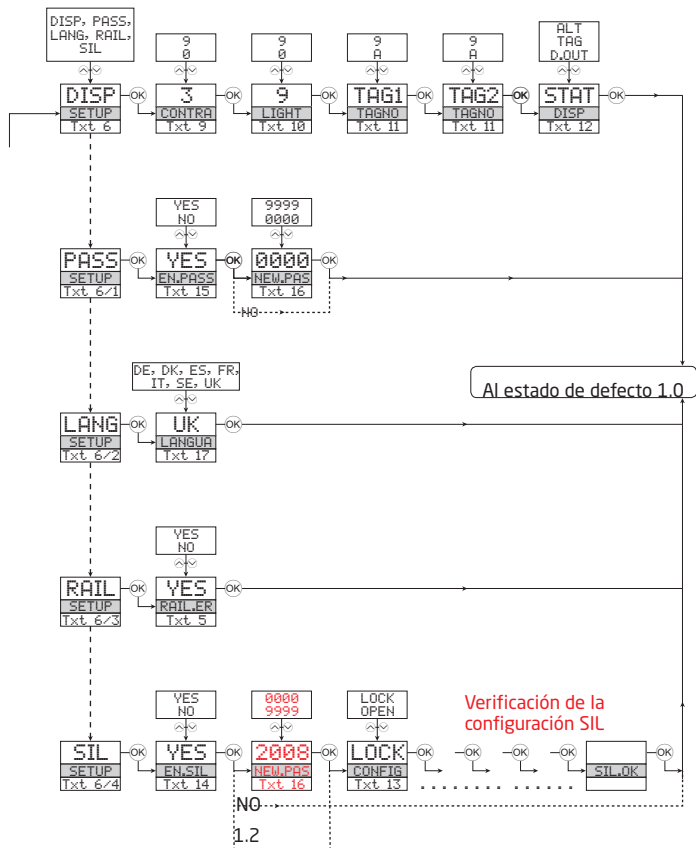 DISP, PASS,
LANG, RAIL,
SIL
9
0
9
0
9
A
9
A
ALT
TAG
D.OUT
DISP
SETUP
Txt 6
OK
3
CONTRA
Txt 9
OK
9
LIGHT
Txt 10
OK
TAG1
TAGNO
Txt 11
OK
TAG2
TAGNO
Txt 11
OK
STAT
DISP
Txt 12
OK
YES
NO
9999
0000
PASS
SETUP
Txt 6/1
OK
YES
EN.PASS
Txt 15
OK
0000
NEW.PAS
Txt 16
OK
NO
Al estado de defecto 1.0
DE, DK, ES, FR,
IT, SE, UK
LANG
SETUP
Txt 6/2
OK
UK
LANGUA
Txt 17
OK
YES
NO
RAIL
SETUP
Txt 6/3
OK
YES
RAIL.ER
Txt 5
OK
YES
NO
0000
9999
LOCK
OPEN
Verificación de la
configuración SIL
SIL
SETUP
Txt 6/4
OK
YES
EN.SIL
Txt 14
OK
2008
NEW.PAS
Txt 16
OK
LOCK
CONFIG
Txt 13
OK
OK
OK
OK
SIL.OK
OK
NO
1.2